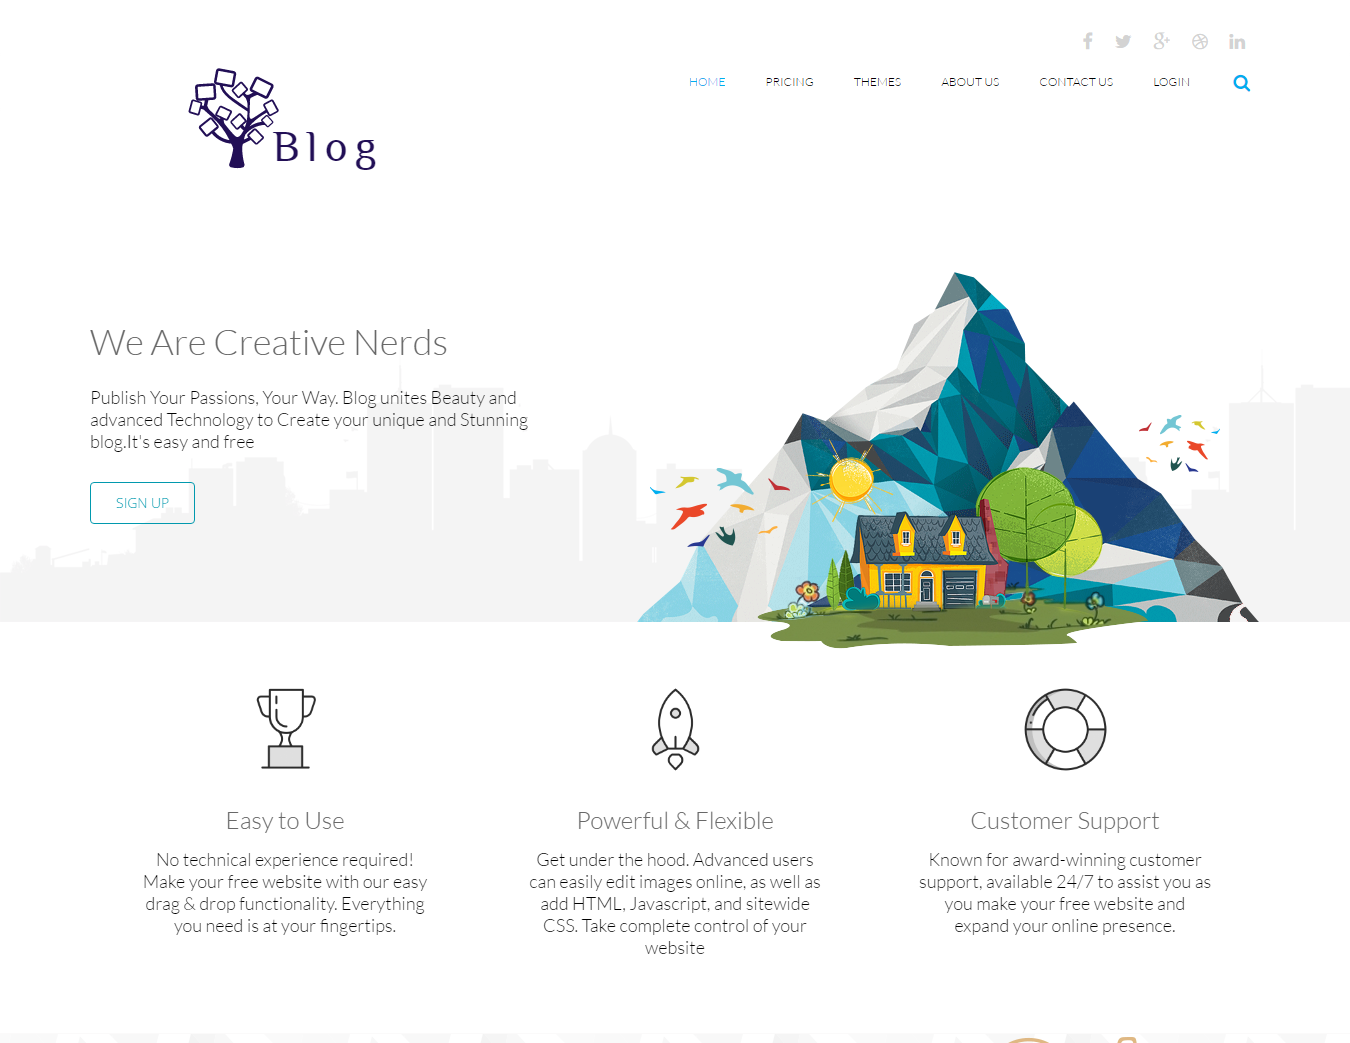 HOME PRICING THEMES ABOUT US CONTACT US LOGIN
Blog
We Are Creative Nerds
Publish Your Passions, Your Way. Blog unites Beauty and
advanced Technology to Create your unique and Stunning
blog.It's easy and free
SIGN UP
Easy to Use
No technical experience required!
Make your free website with our easy
drag & drop functionality. Everything
you need is at your fingertips.
Powerful & Flexible
Get under the hood. Advanced users
can easily edit images online, as well as
add HTML, Javascript, and sitewide
CSS. Take complete control of your
website
Customer Support
Known for award-winning customer
support, available 24/7 to assist you as
you make your free website and
expand your online presence.